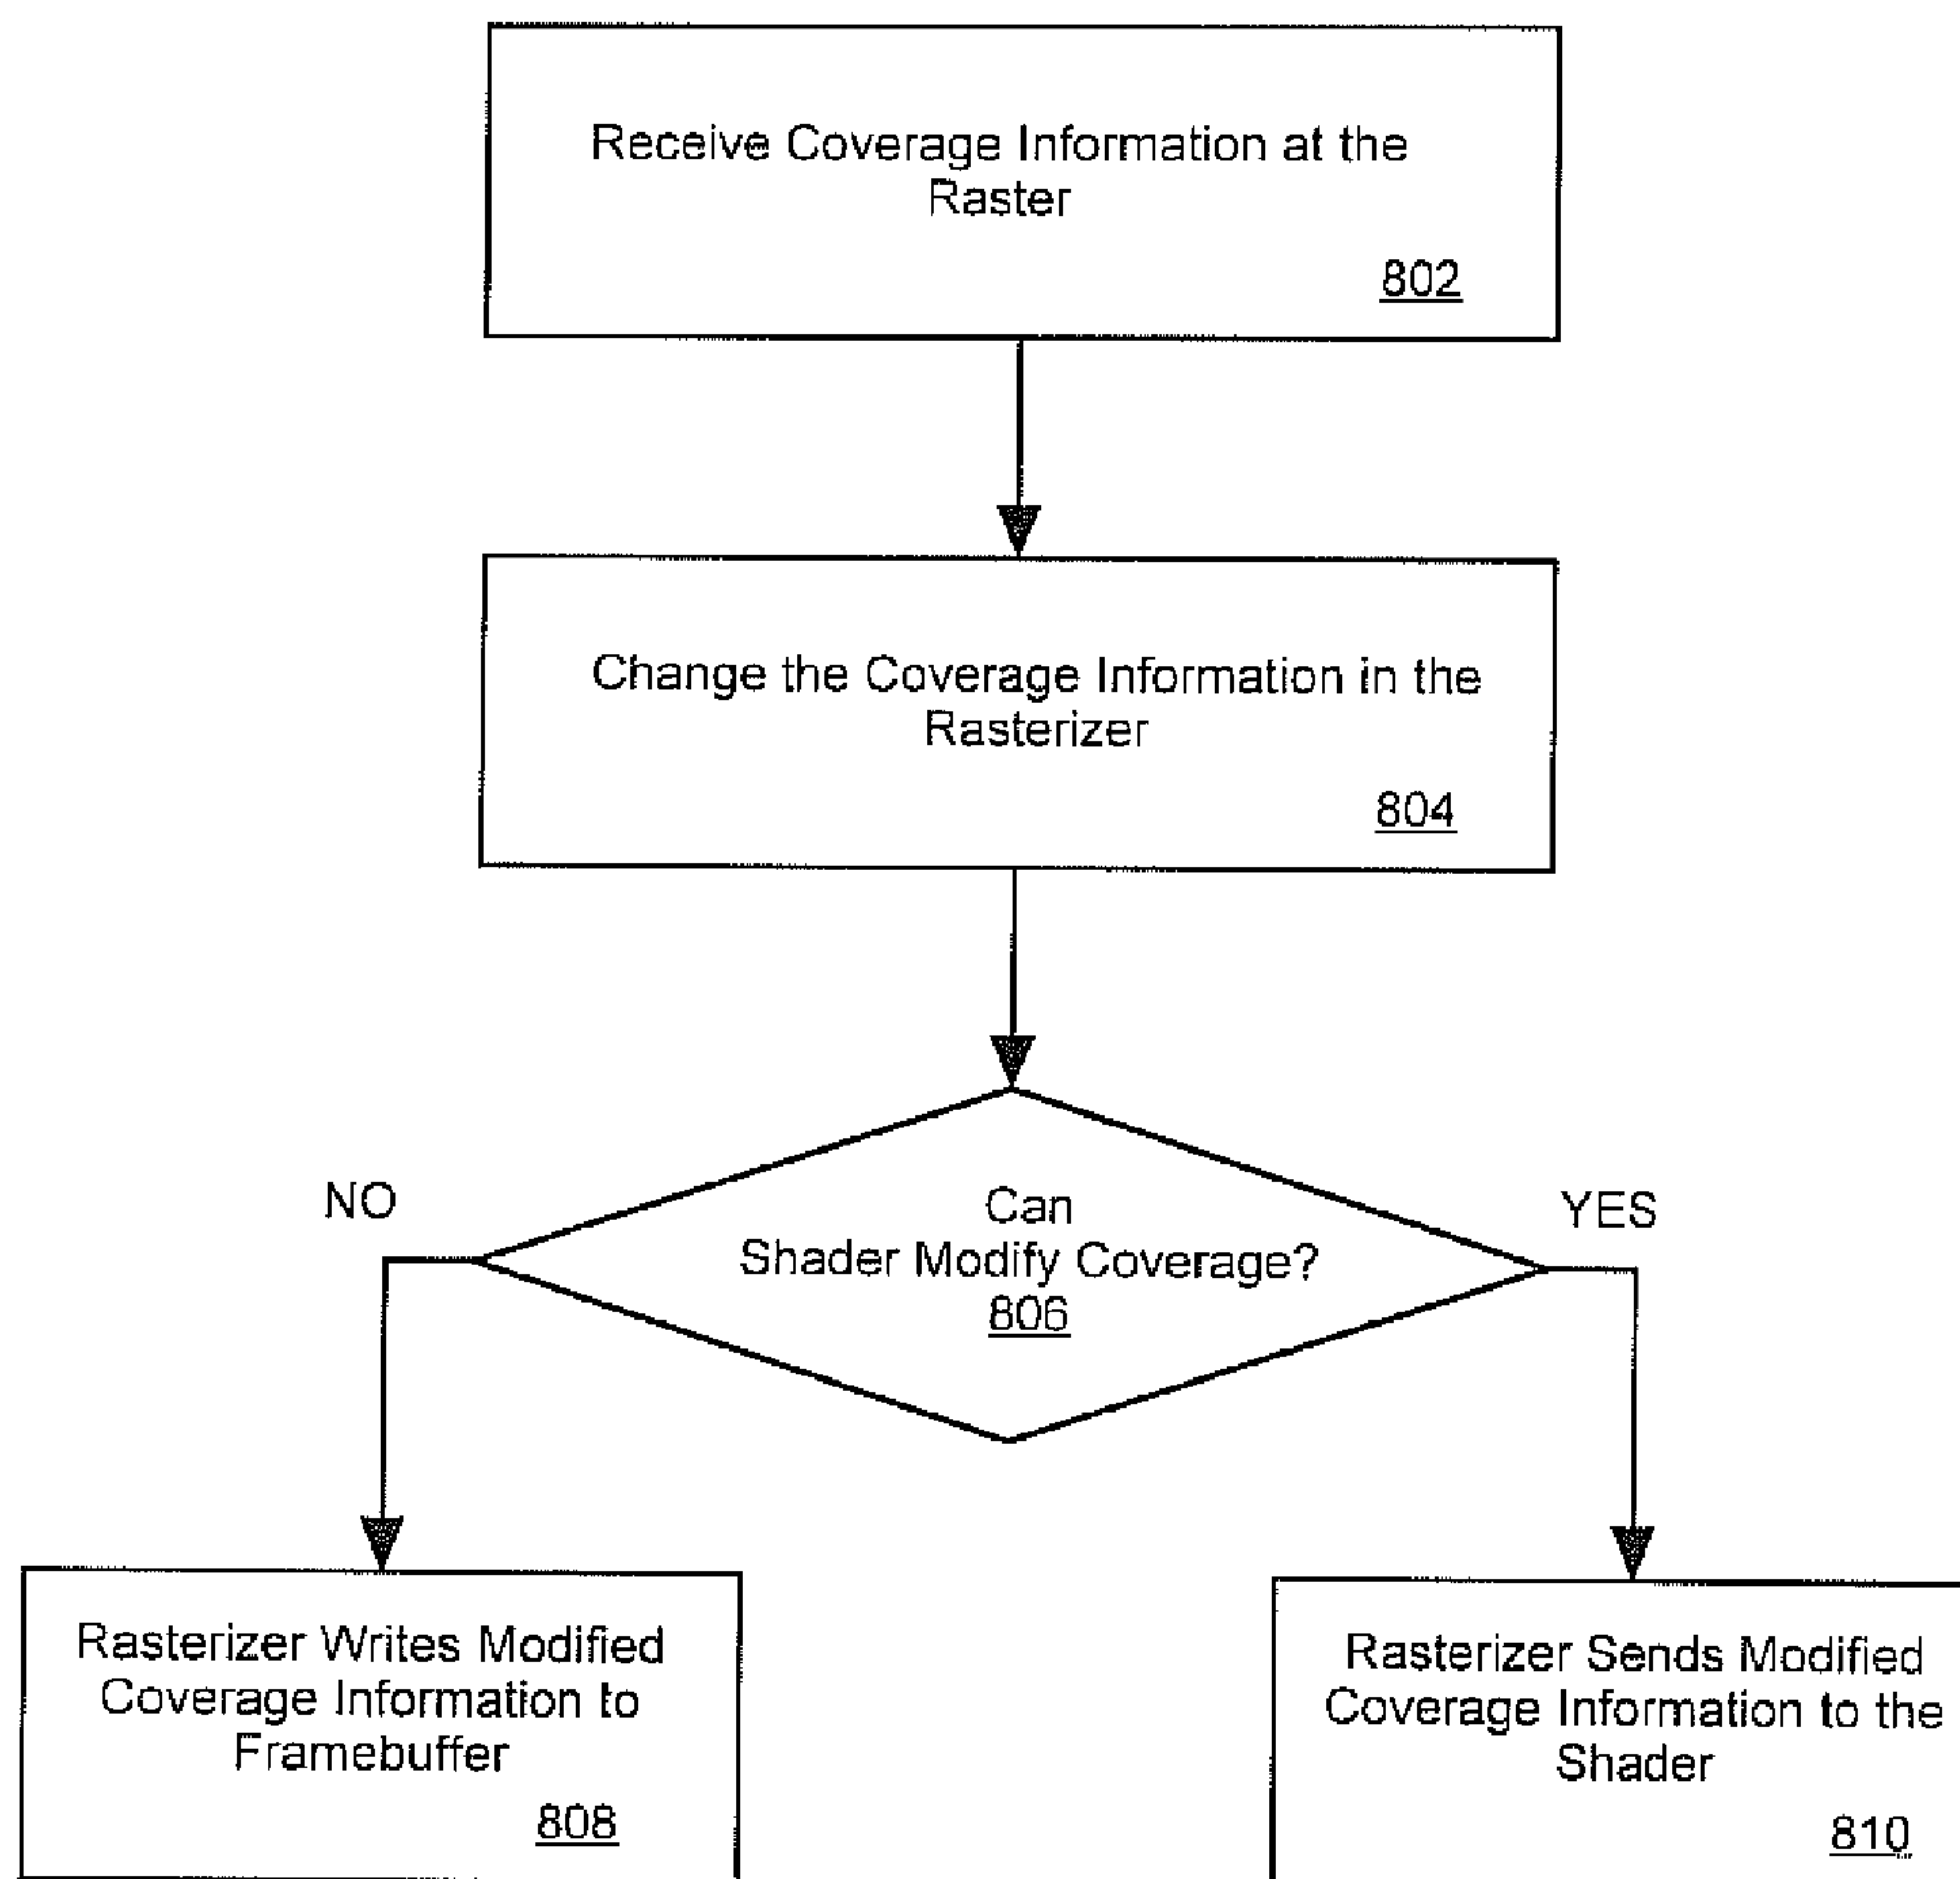 Receive Coverage Information at the
Raster
802
Change the Coverage Information in the
Rasterizer
804
Can
Shader Modify Coverage?
806
NO
YES
Rasterizer Writes Modified
Coverage Information to
Framebuffer
808
Rasterizer Sends Modified
Coverage Information to the
Shader
810